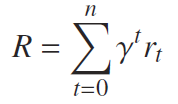 R = \sum_{t=0}^{n} \gamma^t r_t